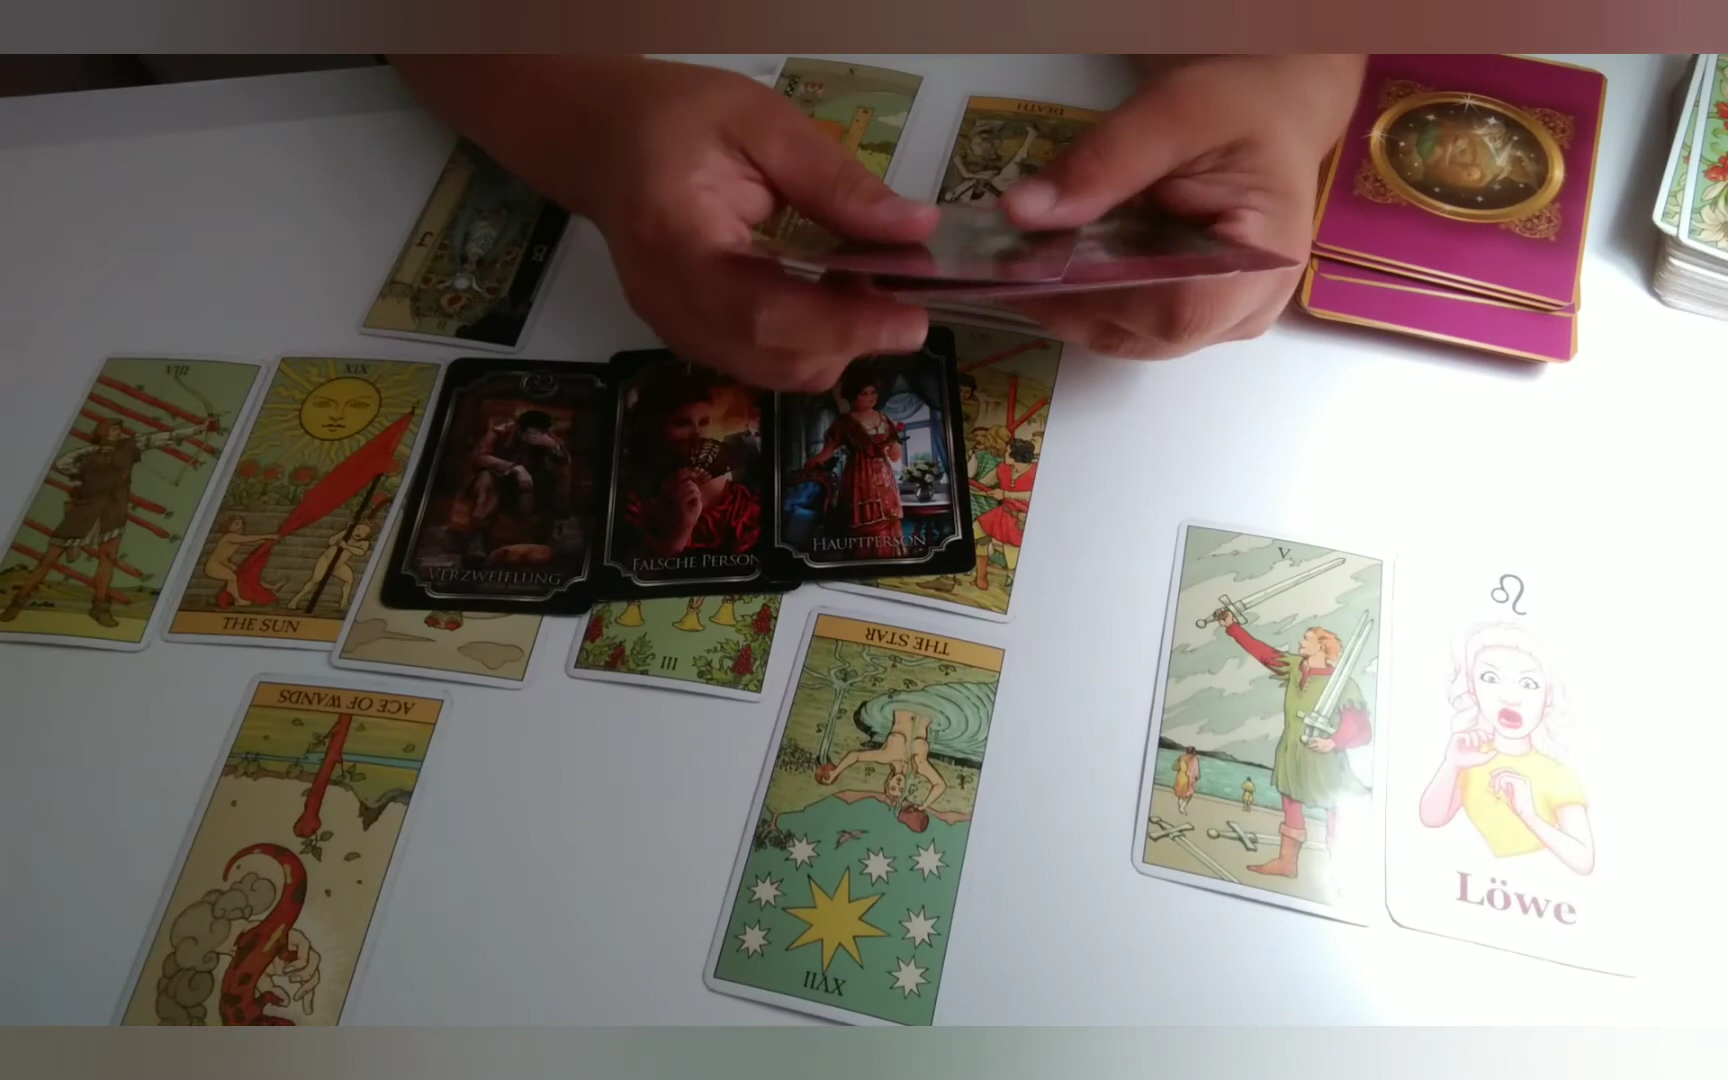 X
DEATH
VIII
XIX
THE SUN
VERZWEIFLUNG
FALSCHE PERSON
HAUPTPERSON
III
THE STAR
XVII
ACE OF WANDS
V
♌
Löwe